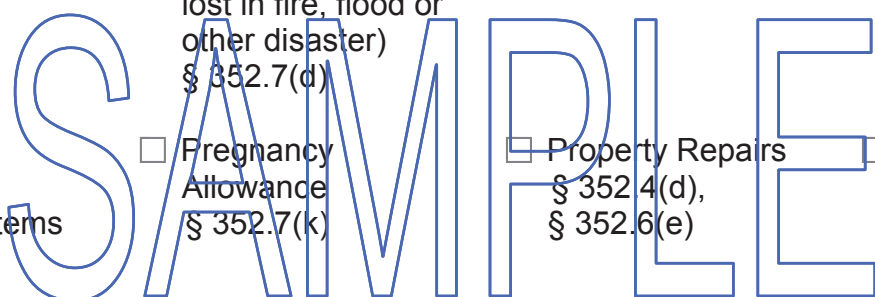 lost in fire, flood or
other disaster)
§ 352.7(d)
Pregnancy
Allowance
§ 352.7(k)
Property Repairs
§ 352.4(d),
§ 352.6(e)
tems
SAMPLE